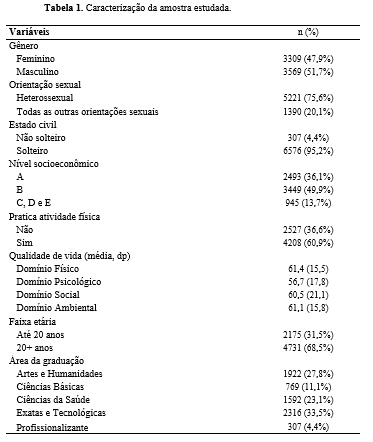 Tabela 1. Caracterização da amostra estudada.
Variáveis n (%)
Gênero
Feminino 3309 (47,9%)
Masculino 3569 (51,7%)
Orientação sexual
Heterossexual 5221 (75,6%)
Todas as outras orientações sexuais 1390 (20,1%)
Estado civil
Não solteiro 307 (4,4%)
Solteiro 6576 (95,2%)
Nível socioeconômico
A 2493 (36,1%)
B 3449 (49,9%)
C, D e E 945 (13,7%)
Pratica atividade física
Não 2527 (36,6%)
Sim 4208 (60,9%)
Qualidade de vida (média, dp)
Domínio Físico 61,4 (15,5)
Domínio Psicológico 56,7 (17,8)
Domínio Social 60,5 (21,1)
Domínio Ambiental 61,1 (15,8)
Faixa etária
Até 20 anos 2175 (31,5%)
20+ anos 4731 (68,5%)
Área da graduação
Artes e Humanidades 1922 (27,8%)
Ciências Básicas 769 (11,1%)
Ciências da Saúde 1592 (23,1%)
Exatas e Tecnológicas 2316 (33,5%)
Profissionalizante 307 (4,4%)